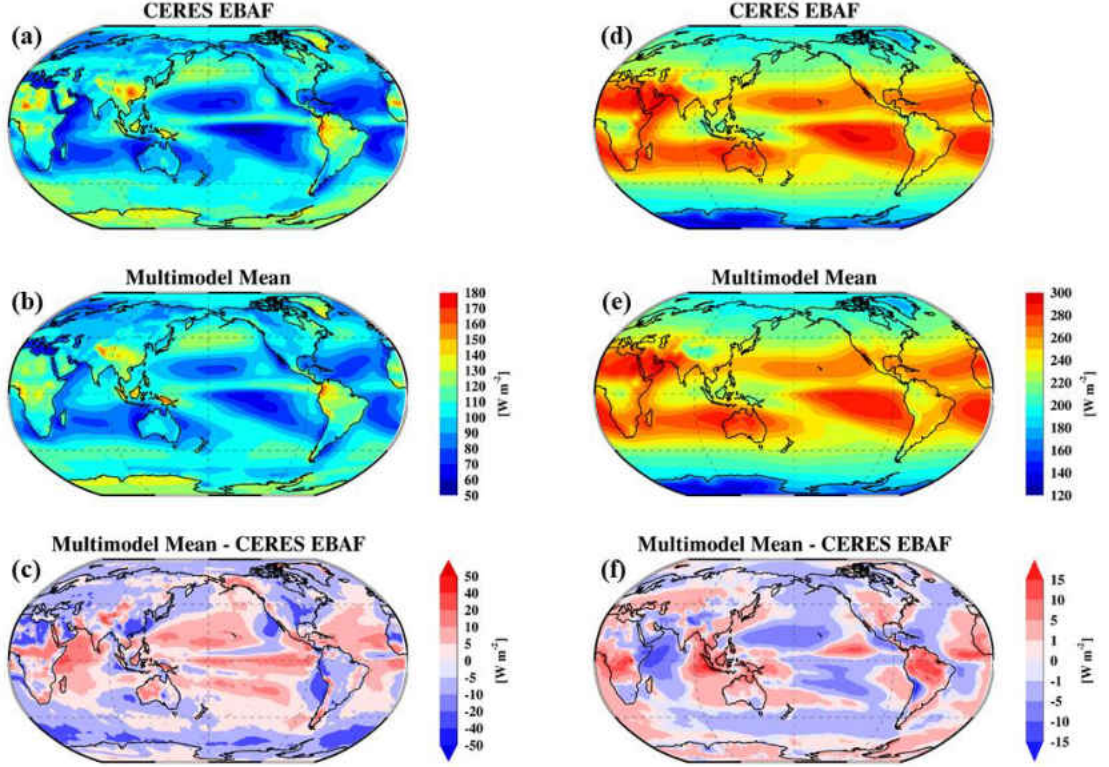 CERES EBAF
(a)
Multimodel Mean
(b)
180
170
160
150
140
130
120
110
100
90
80
70
60
50
[W m⁻²]
Multimodel Mean - CERES EBAF
(c)
50
40
20
10
5
0
-5
-10
-20
-40
-50
[W m⁻²]
CERES EBAF
(d)
Multimodel Mean
(e)
300
280
260
240
220
200
180
160
140
120
[W m⁻²]
Multimodel Mean - CERES EBAF
(f)
15
10
5
1
0
-1
-5
-10
-15
[W m⁻²]